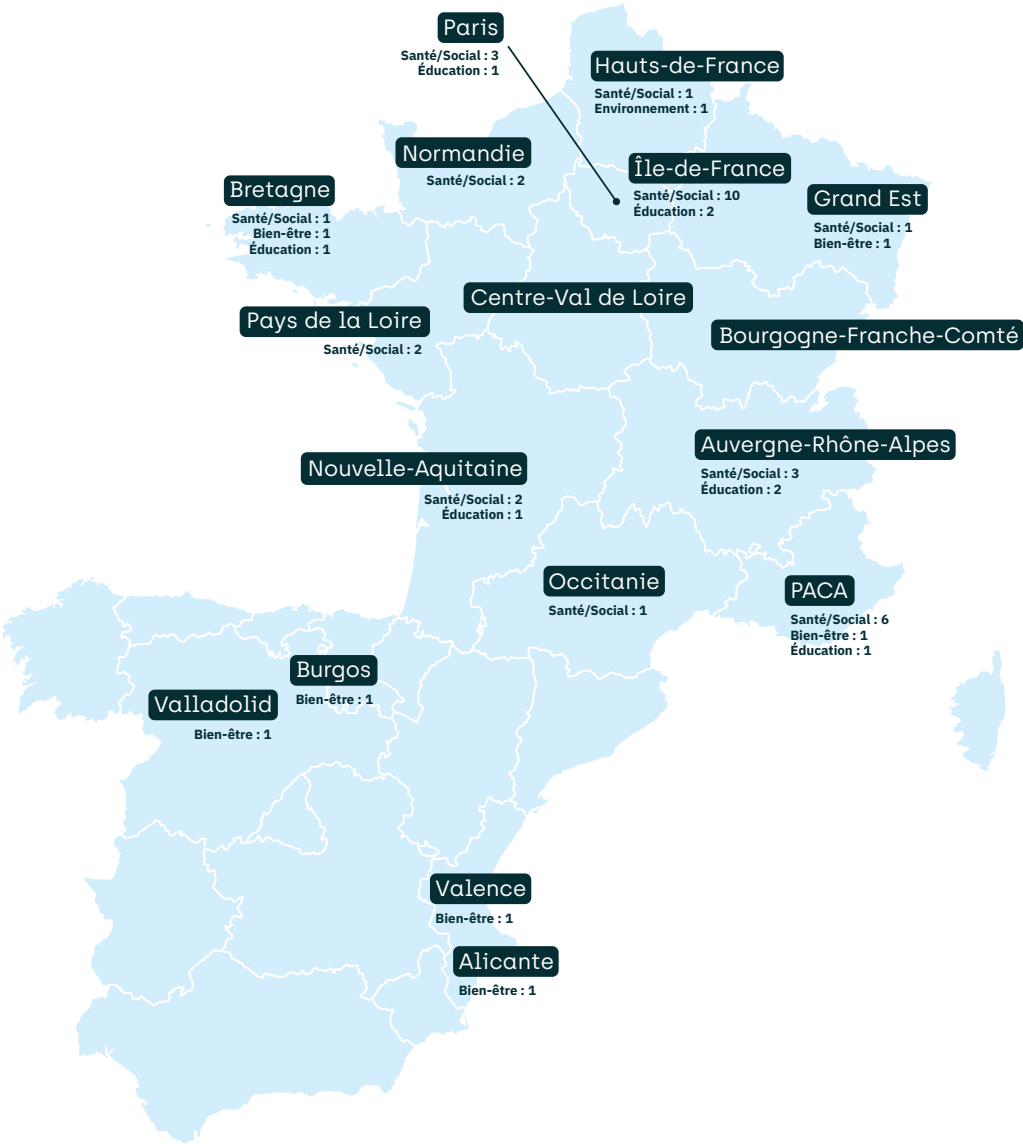 Paris
Santé/Social : 3
Éducation : 1
Hauts-de-France
Santé/Social : 1
Environnement : 1
Normandie
Santé/Social : 2
Île-de-France
Santé/Social : 10
Éducation : 2
Bretagne
Santé/Social : 1
Bien-être : 1
Éducation : 1
Grand Est
Santé/Social : 1
Bien-être : 1
Centre-Val de Loire
Pays de la Loire
Santé/Social : 2
Bourgogne-Franche-Comté
Auvergne-Rhône-Alpes
Santé/Social : 3
Éducation : 2
Nouvelle-Aquitaine
Santé/Social : 2
Éducation : 1
Occitanie
Santé/Social : 1
PACA
Santé/Social : 6
Bien-être : 1
Éducation : 1
Burgos
Bien-être : 1
Valladolid
Bien-être : 1
Valence
Bien-être : 1
Alicante
Bien-être : 1